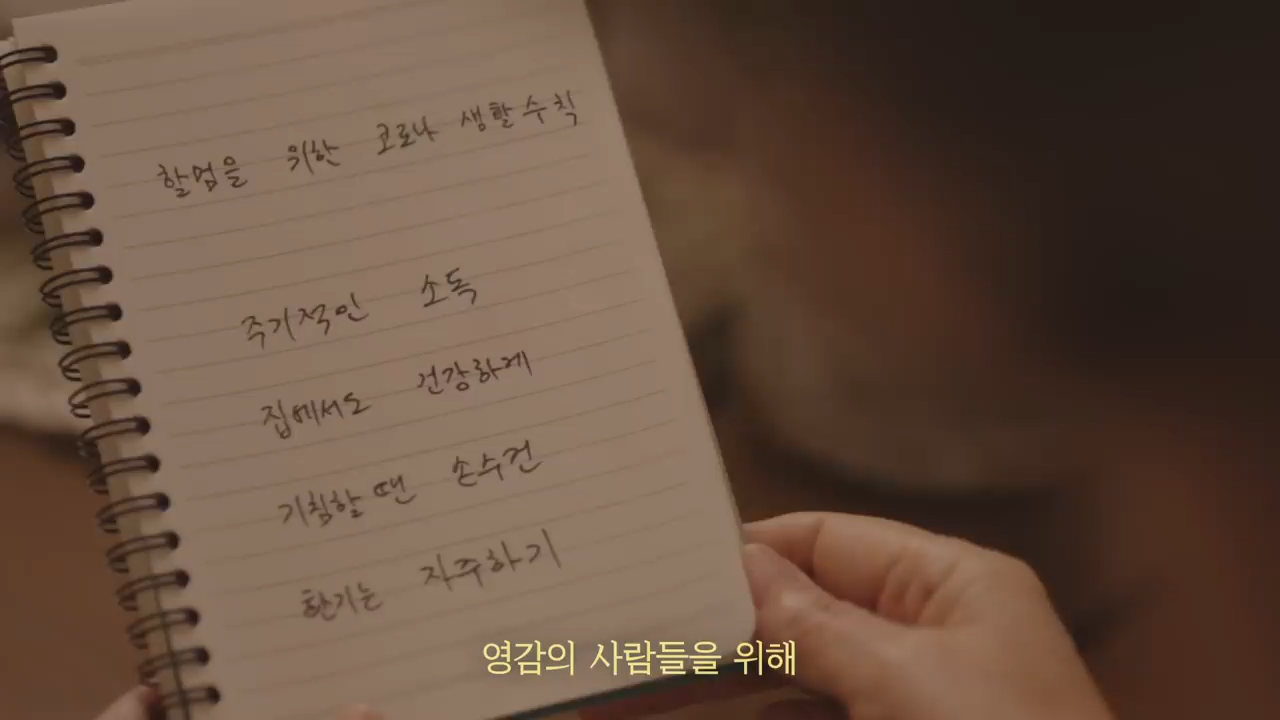 할멈을 위한 코로나 생활수칙
주기적인 소독
집에서도 건강하게
기침할 땐 손수건
환기는 자주하기
영감의 사람들을 위해